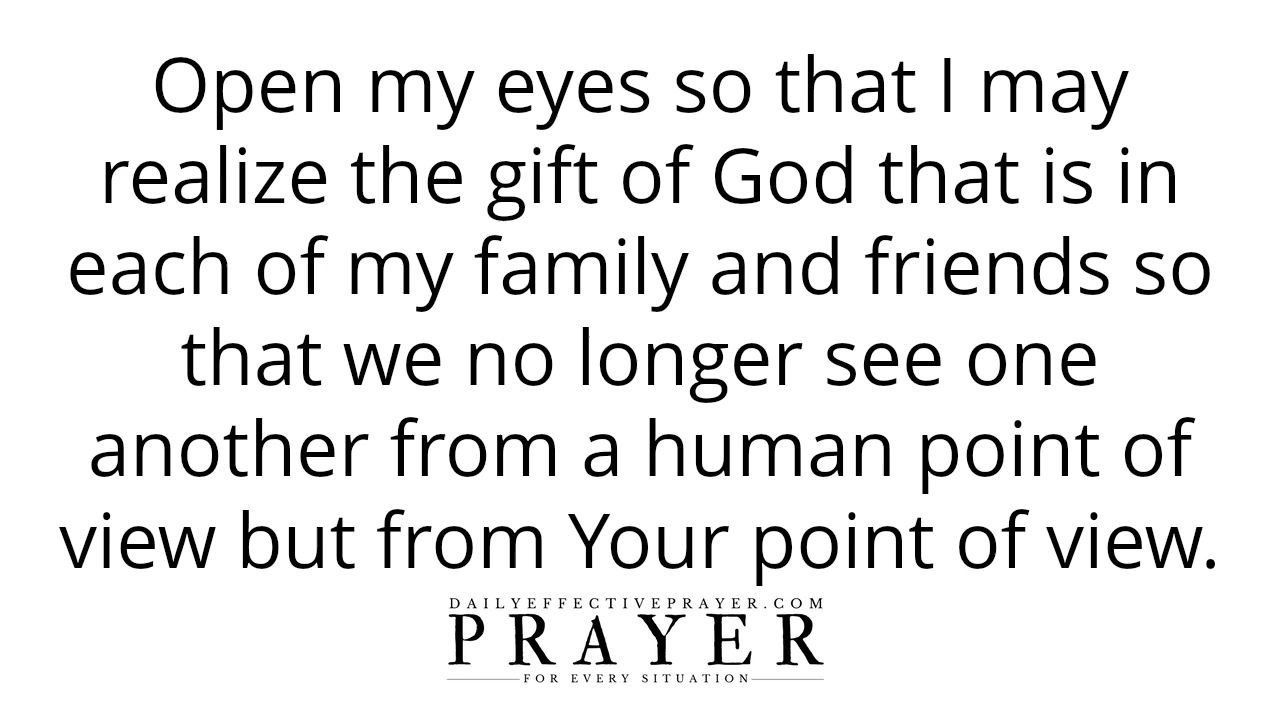 Open my eyes so that I may
realize the gift of God that is in
each of my family and friends so
that we no longer see one
another from a human point of
view but from Your point of view.
DAILYEFFECTIVEPRAYER.COM
PRAYER
FOR EVERY SITUATION